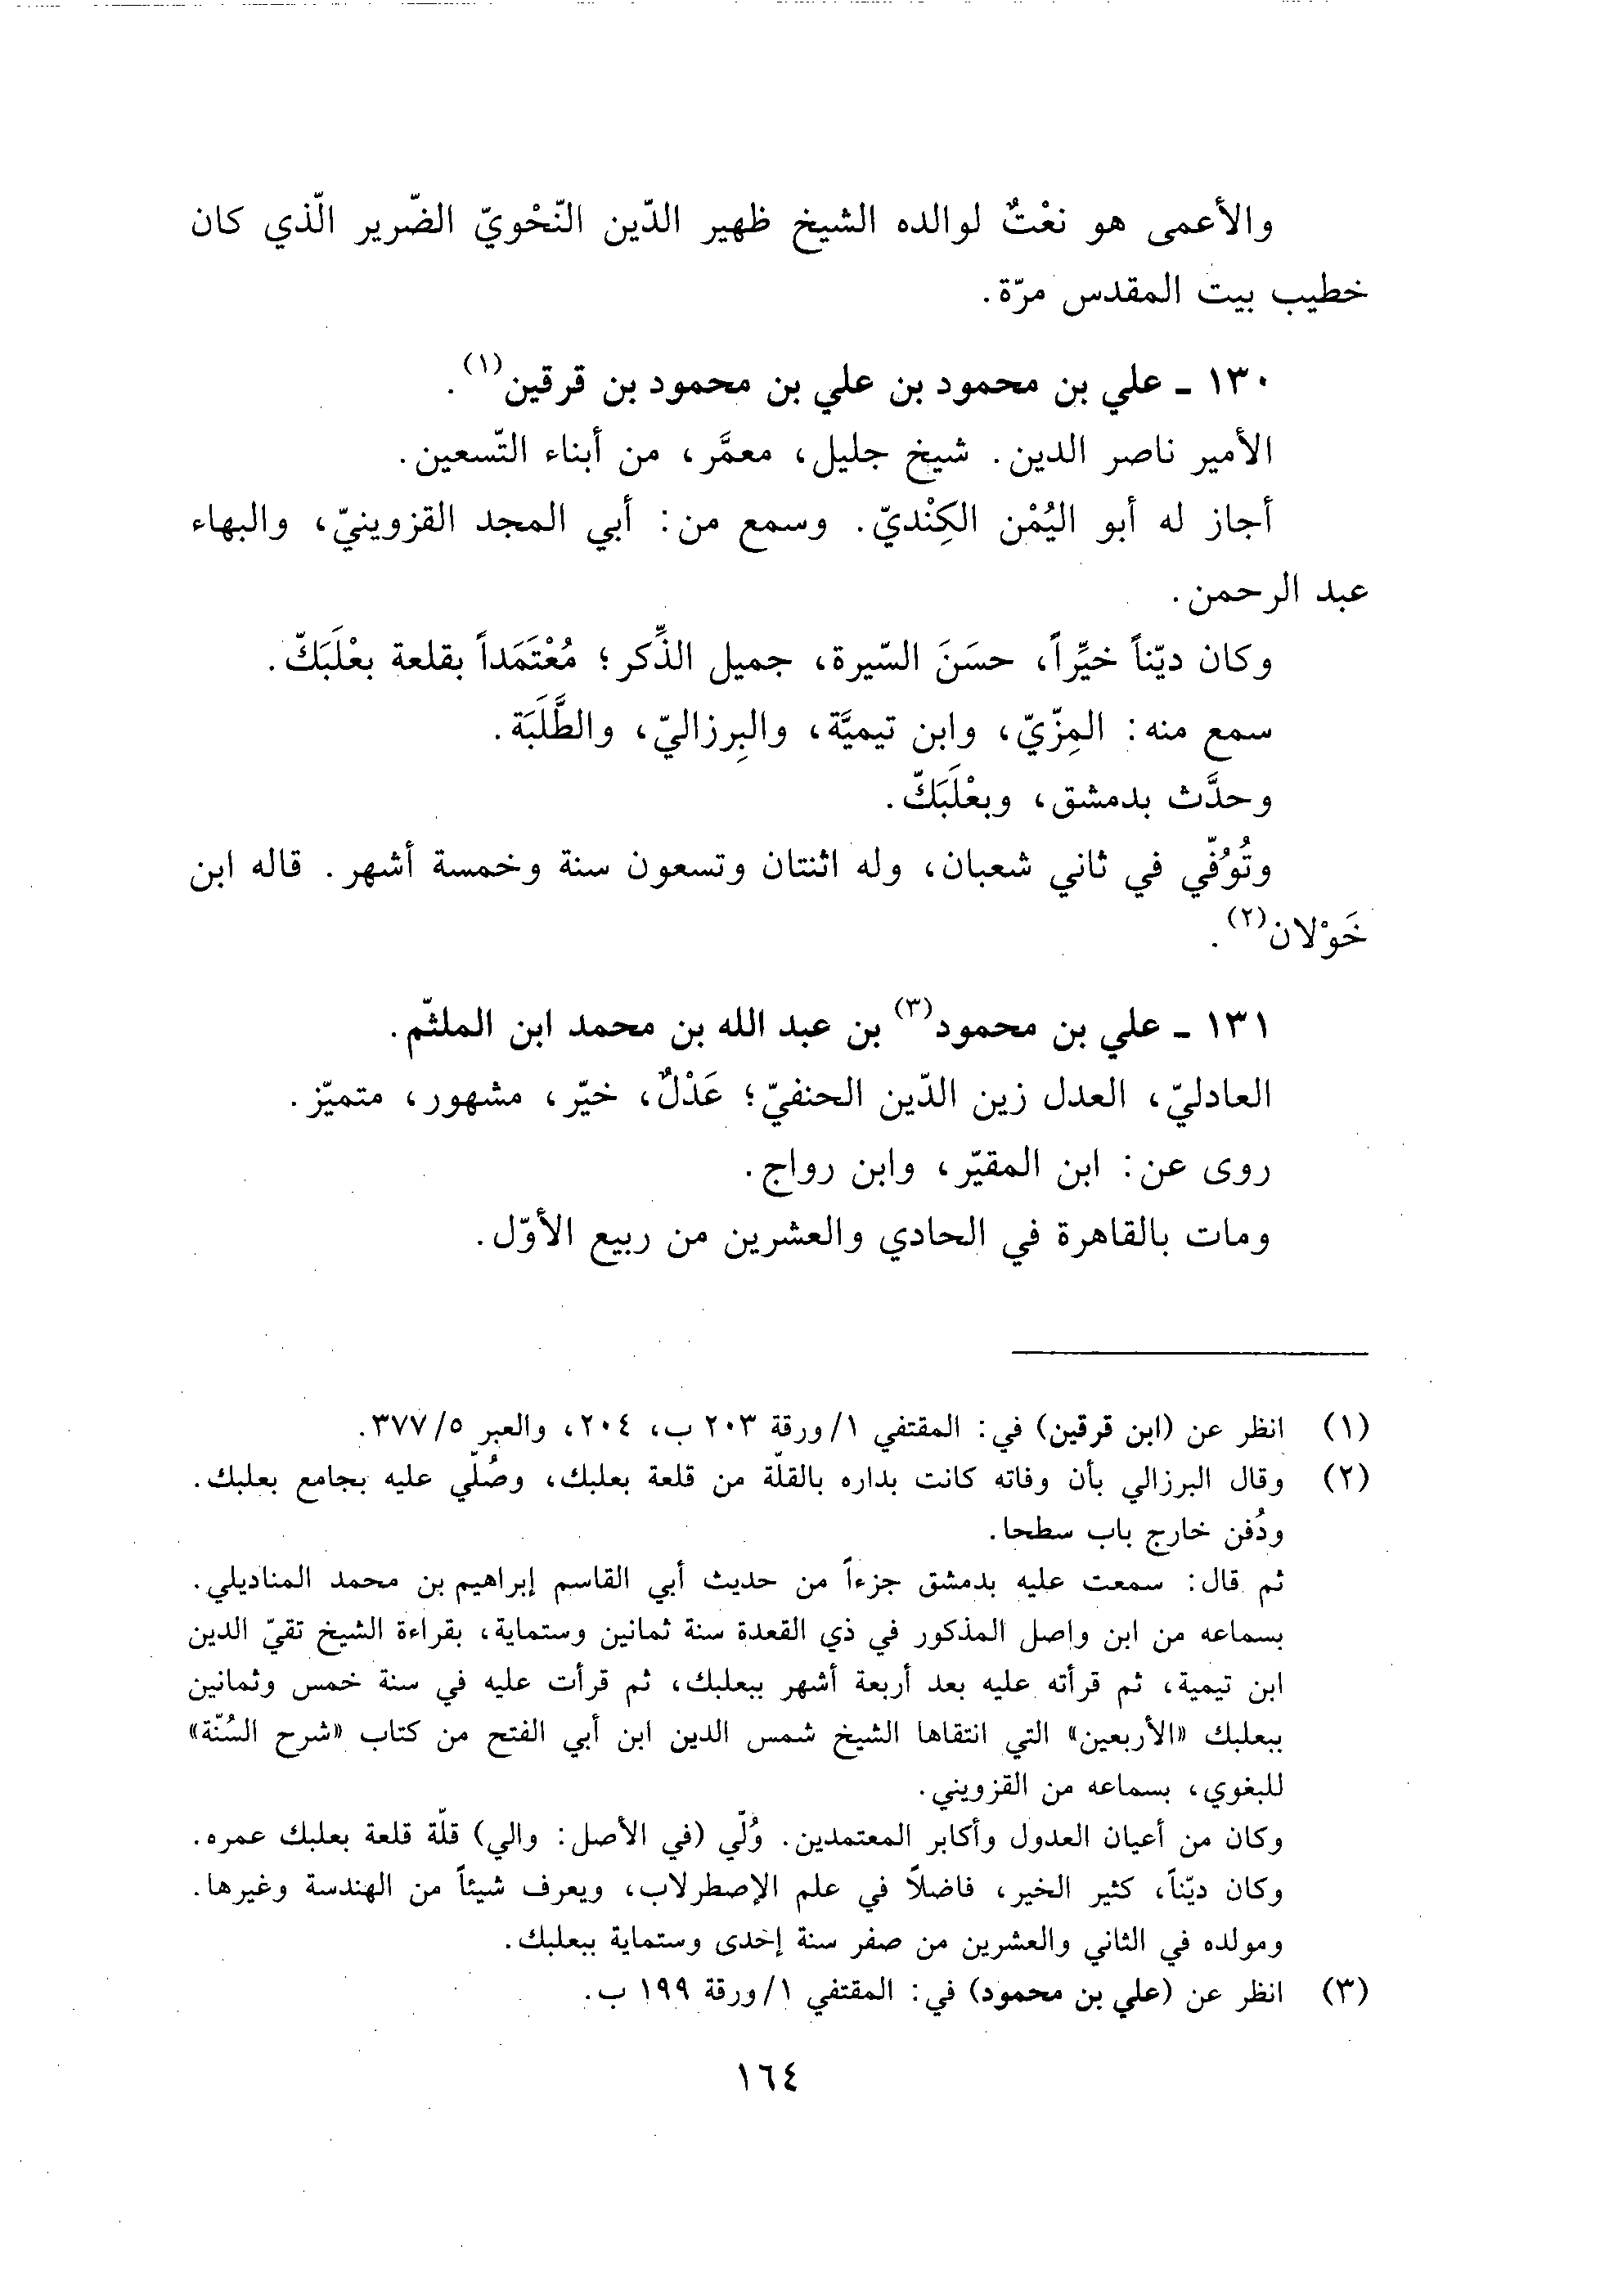 والأعمى هو نعْتٌ لوالده الشيخ ظهير الدّين النّحْويّ الضّرير الّذي كان
خطيب بيت المقدس مرّة.
١٣٠ ـ علي بن محمود بن علي بن محمود بن قرقين(١).
الأمير ناصر الدين. شيخ جليل، معمَّر، من أبناء التّسعين.
أجاز له أبو اليُمْن الكِنْديّ. وسمع من: أبي المجد القزوينيّ، والبهاء
عبد الرحمن.
وكان ديّناً خيِّراً، حسَنَ السّيرة، جميل الذِّكر؛ مُعْتَمَداً بقلعة بعْلَبَكّ.
سمع منه: المِزّيّ، وابن تيميَّة، والبِرزاليّ، والطَّلَبَة.
وحدَّث بدمشق، وبعْلَبَكّ.
وتُوُفّي في ثاني شعبان، وله اثنتان وتسعون سنة وخمسة أشهر. قاله ابن
خَوْلان(٢).
١٣١ ـ علي بن محمود(٣) بن عبد الله بن محمد ابن الملثّم.
العادليّ، العدل زين الدّين الحنفيّ؛ عَدْلٌ، خيّر، مشهور، متميّز.
روى عن: ابن المقيّر، وابن رواج.
ومات بالقاهرة في الحادي والعشرين من ربيع الأوّل.
(١) انظر عن (ابن قرقين) في: المقتفي ١/ورقة ٢٠٣ ب، ٢٠٤، والعبر ٣٧٧/٥.
(٢) وقال البرزالي بأن وفاته كانت بداره بالقلّة من قلعة بعلبك، وصُلّي عليه بجامع بعلبك.
ودُفن خارج باب سطحا.
ثم قال: سمعت عليه بدمشق جزءاً من حديث أبي القاسم إبراهيم بن محمد المناديلي.
بسماعه من ابن واصل المذكور في ذي القعدة سنة ثمانين وستماية، بقراءة الشيخ تقيّ الدين
ابن تيمية، ثم قرأته عليه بعد أربعة أشهر ببعلبك، ثم قرأت عليه في سنة خمس وثمانين
ببعلبك «الأربعين» التي انتقاها الشيخ شمس الدين ابن أبي الفتح من كتاب «شرح السُنّة»
للبغوي، بسماعه من القزويني.
وكان من أعيان العدول وأكابر المعتمدين. وُلّي (في الأصل: والي) قلّة قلعة بعلبك عمره.
وكان ديّناً، كثير الخير، فاضلاً في علم الإصطرلاب، ويعرف شيئاً من الهندسة وغيرها.
ومولده في الثاني والعشرين من صفر سنة إحدى وستماية ببعلبك.
(٣) انظر عن (علي بن محمود) في: المقتفي ١/ورقة ١٩٩ ب.
١٦٤